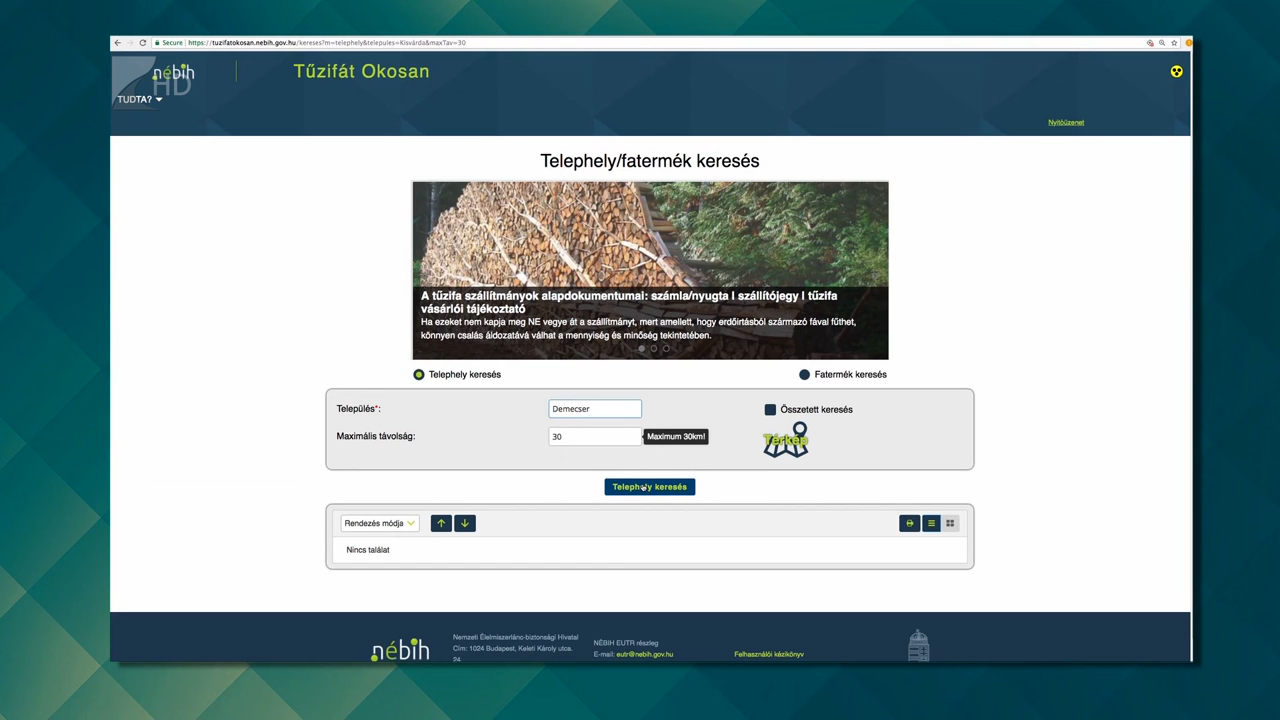 Secure https://tuzifatokosan.nebih.gov.hu/kereses?m=telephely&telepules=Kisvárda&maxTav=30
nébih
HD
TUDTA?
Tűzifát Okosan
Nyitóüzenet
Telephely/fatermék keresés
A tűzifa szállítmányok alapdokumentumai: számla/nyugta I szállítójegy I tűzifa
vásárlói tájékoztató
Ha ezeket nem kapja meg NE vegye át a szállítmányt, mert amellett, hogy erdőirtásból származó fával fűthet,
könnyen csalás áldozatává válhat a mennyiség és minőség tekintetében.
Telephely keresés
Fatermék keresés
Település*:
Demecser
Összetett keresés
Maximális távolság:
30
Maximum 30km!
Térkép
Telephely keresés
Rendezés módja
Nincs találat
nébih
Nemzeti Élelmiszerlánc-biztonsági Hivatal
Cím: 1024 Budapest, Keleti Károly utca.
24.
NÉBIH EUTR részleg
E-mail: eutr@nebih.gov.hu
Felhasználói kézikönyv